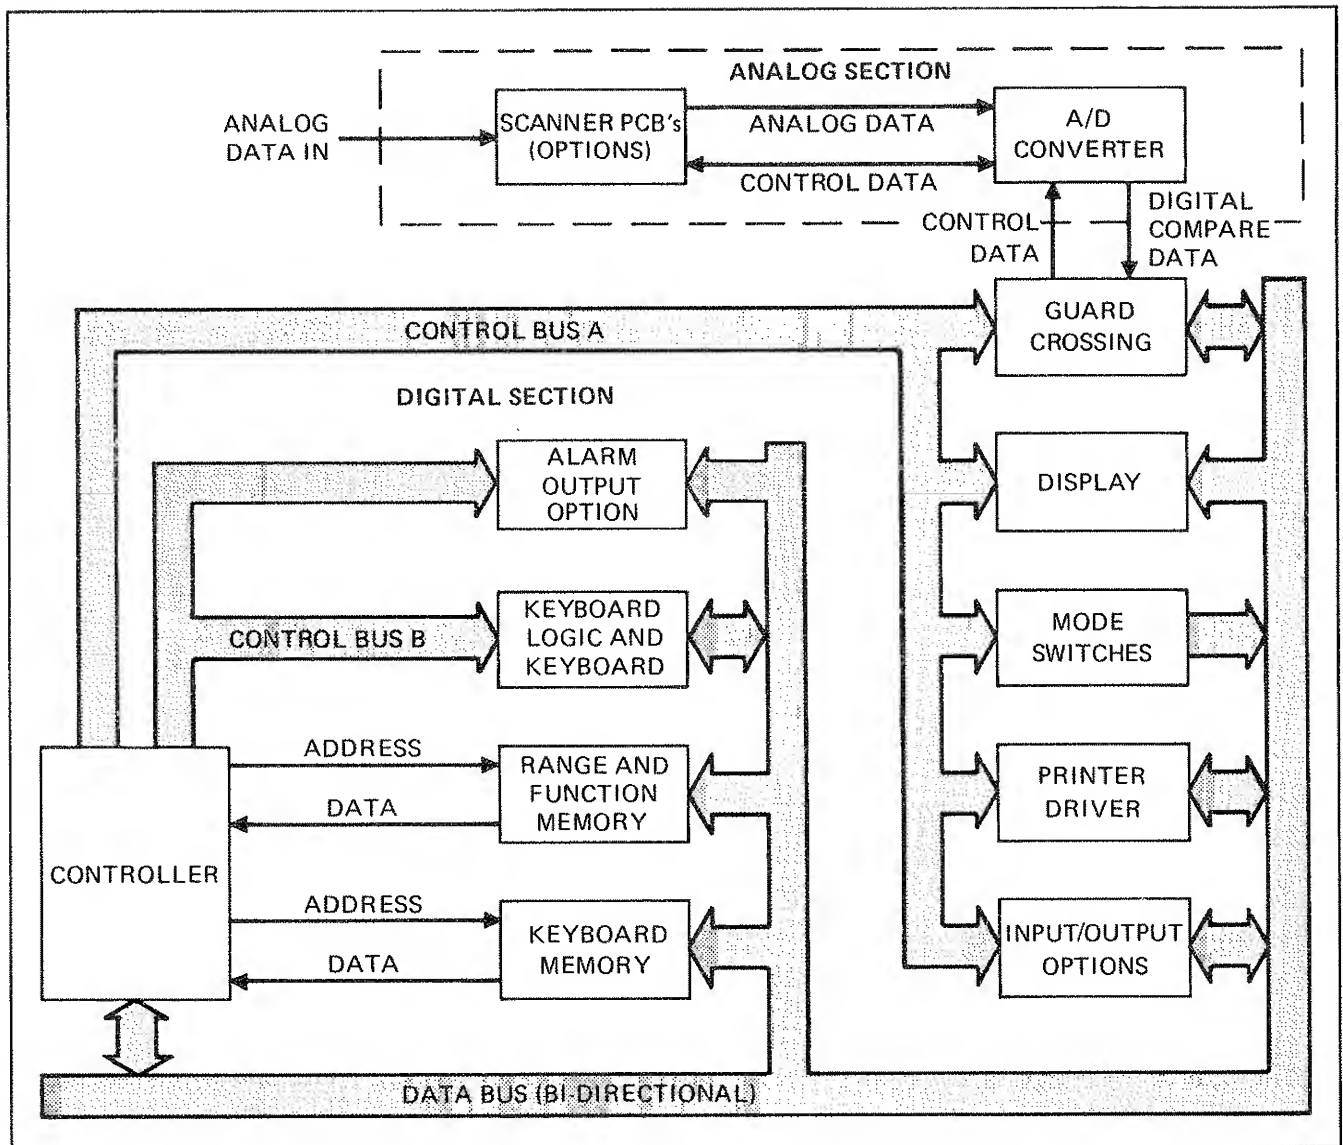 ANALOG SECTION
ANALOG
DATA IN
SCANNER PCB's
(OPTIONS)
ANALOG DATA
CONTROL DATA
A/D
CONVERTER
CONTROL
DATA
DIGITAL
COMPARE
DATA
CONTROL BUS A
GUARD
CROSSING
DIGITAL SECTION
ALARM
OUTPUT
OPTION
DISPLAY
CONTROL BUS B
KEYBOARD
LOGIC AND
KEYBOARD
MODE
SWITCHES
ADDRESS
DATA
RANGE AND
FUNCTION
MEMORY
PRINTER
DRIVER
CONTROLLER
ADDRESS
DATA
KEYBOARD
MEMORY
INPUT/OUTPUT
OPTIONS
DATA BUS (BI-DIRECTIONAL)